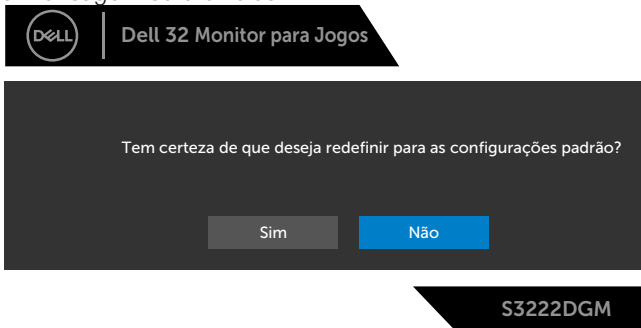 DELL
Dell 32 Monitor para Jogos
Tem certeza de que deseja redefinir para as configurações padrão?
Sim
Não
S3222DGM